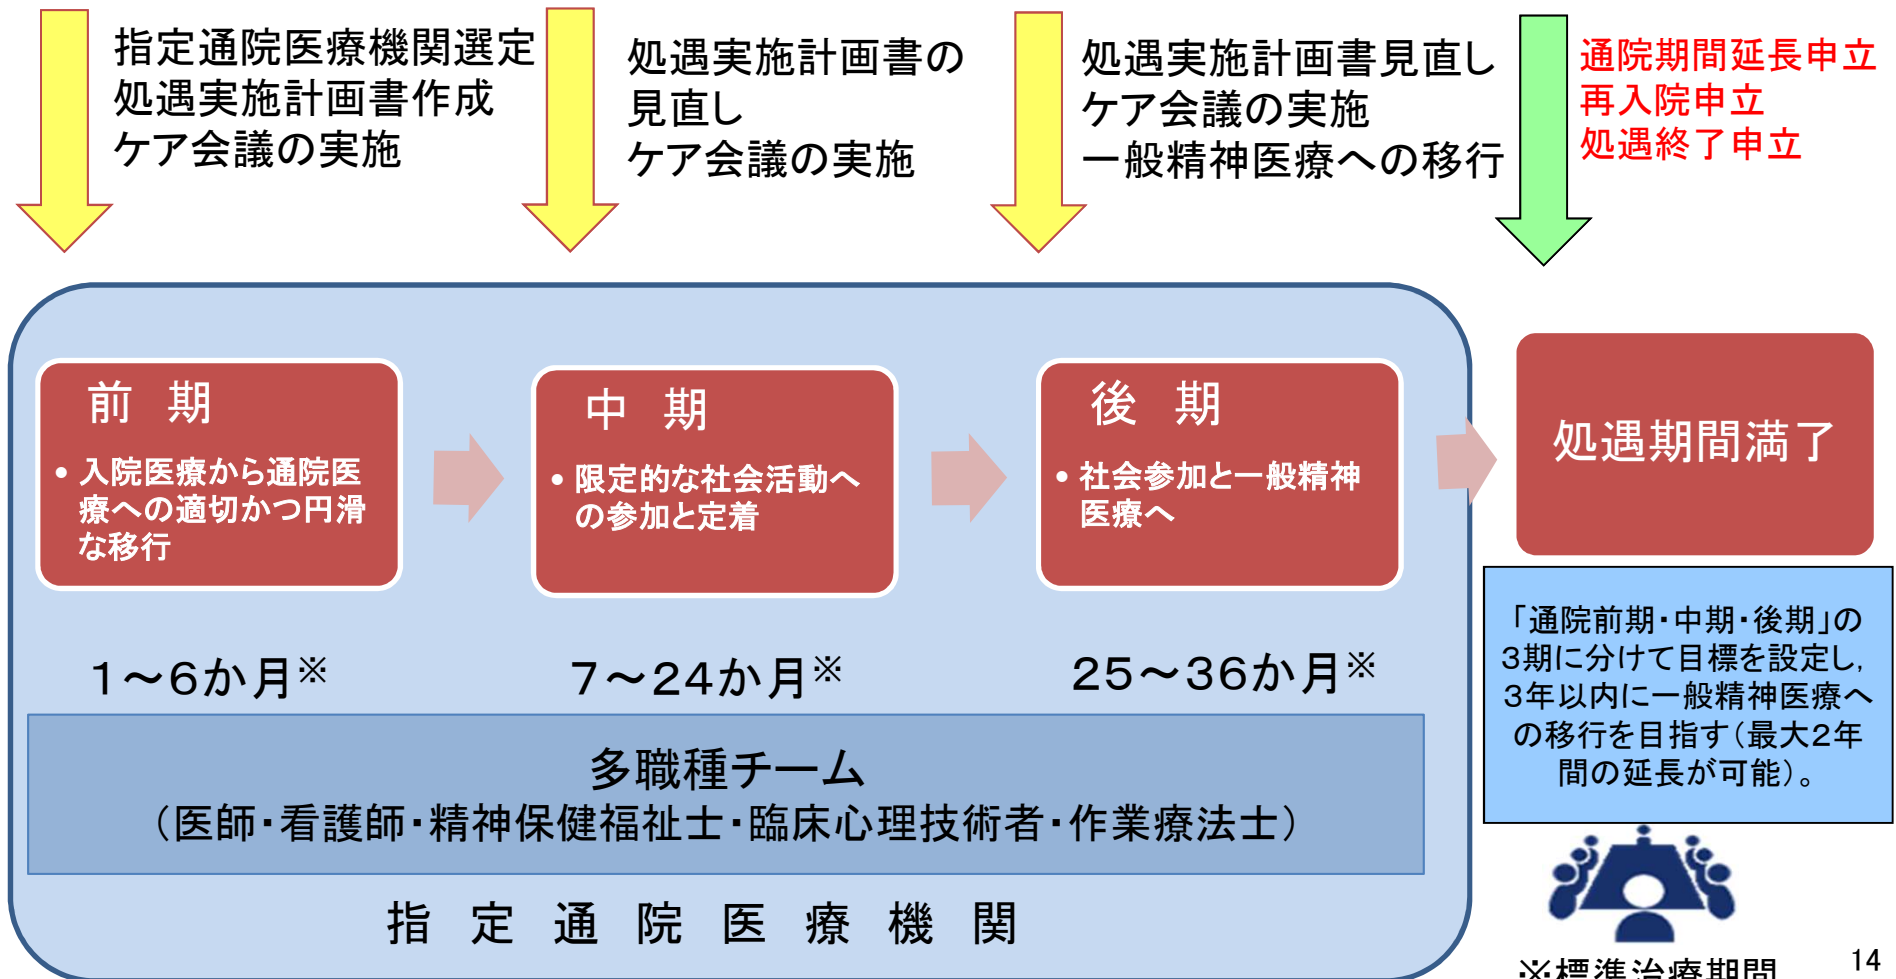 指定通院医療機関選定
処遇実施計画書作成
ケア会議の実施
処遇実施計画書の
見直し
ケア会議の実施
処遇実施計画書見直し
ケア会議の実施
一般精神医療への移行
通院期間延長申立
再入院申立
処遇終了申立
前　期
• 入院医療から通院医
療への適切かつ円滑
な移行
中　期
• 限定的な社会活動へ
の参加と定着
後　期
• 社会参加と一般精神
医療へ
処遇期間満了
１～６か月※
７～２４か月※
２５～３６か月※
「通院前期・中期・後期」の
３期に分けて目標を設定し，
３年以内に一般精神医療へ
の移行を目指す（最大２年
間の延長が可能）。
多職種チーム
（医師・看護師・精神保健福祉士・臨床心理技術者・作業療法士）
指　定　通　院　医　療　機　関
※標準治療期間
14